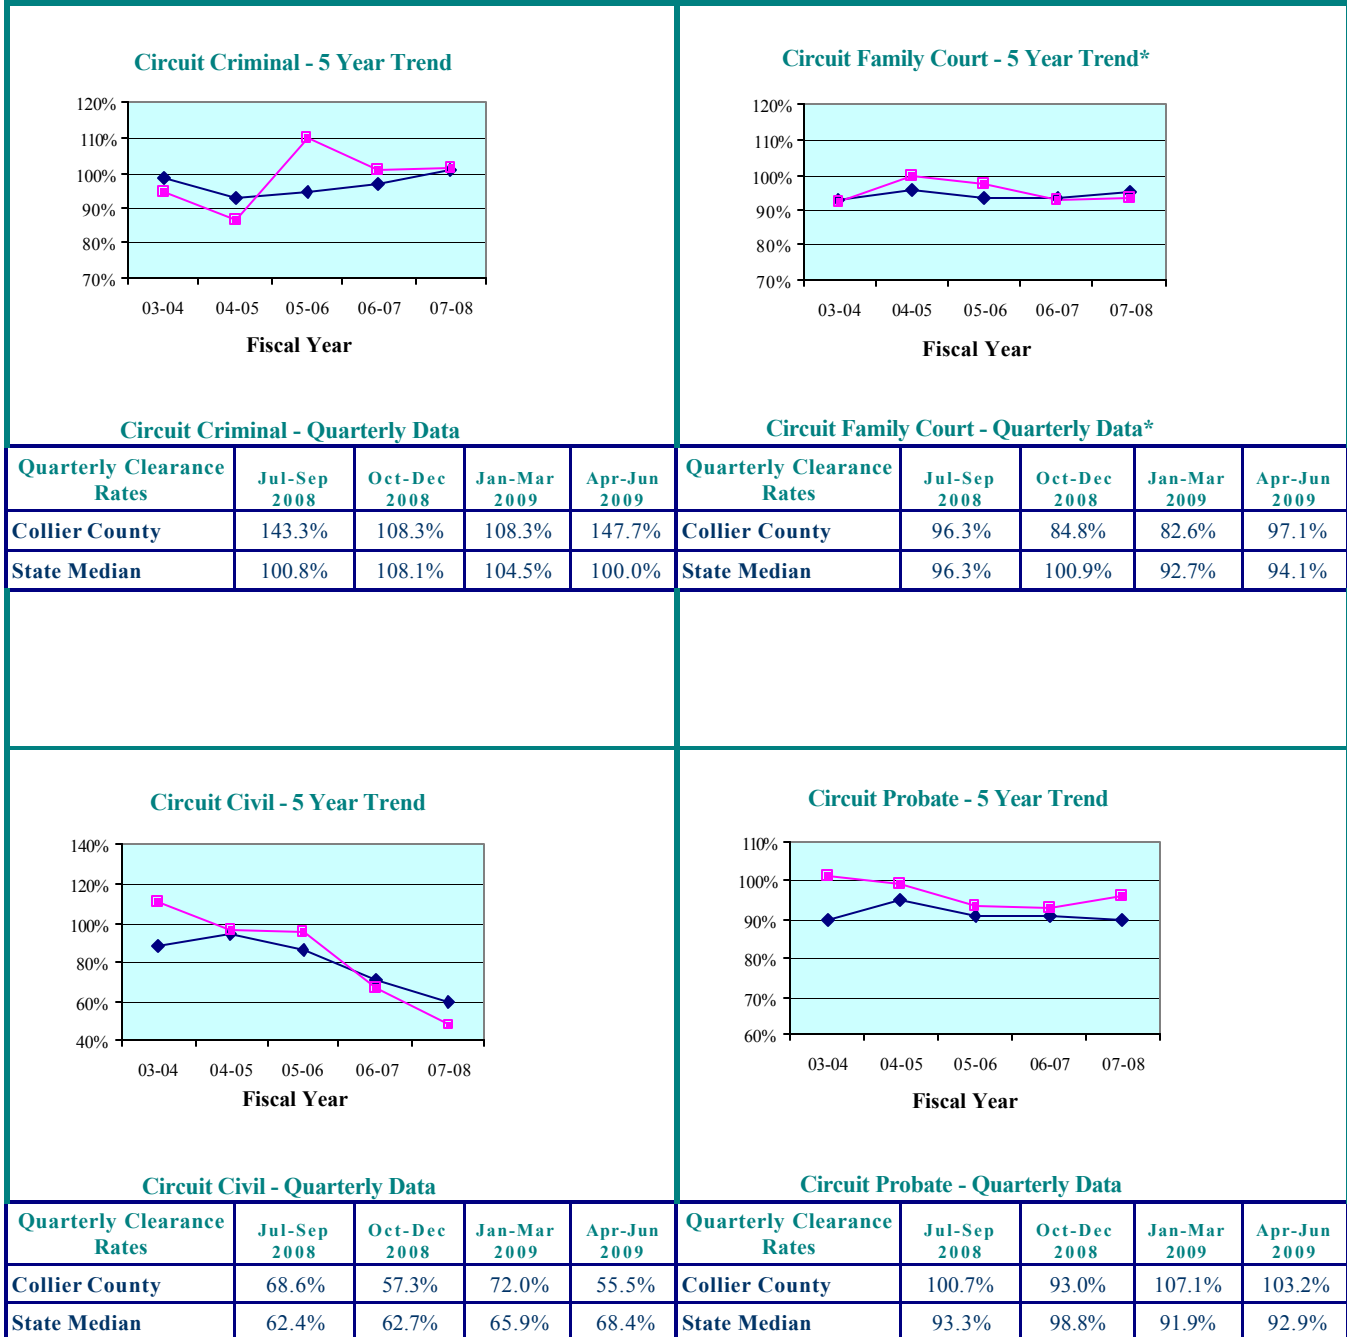 Circuit Criminal - 5 Year Trend
120%
110%
100%
90%
80%
70%
03-04 04-05 05-06 06-07 07-08
Fiscal Year
Circuit Criminal - Quarterly Data
Quarterly Clearance Rates Jul-Sep 2008 Oct-Dec 2008 Jan-Mar 2009 Apr-Jun 2009
Collier County 143.3% 108.3% 108.3% 147.7%
State Median 100.8% 108.1% 104.5% 100.0%
Circuit Family Court - 5 Year Trend*
120%
110%
100%
90%
80%
70%
03-04 04-05 05-06 06-07 07-08
Fiscal Year
Circuit Family Court - Quarterly Data*
Quarterly Clearance Rates Jul-Sep 2008 Oct-Dec 2008 Jan-Mar 2009 Apr-Jun 2009
Collier County 96.3% 84.8% 82.6% 97.1%
State Median 96.3% 100.9% 92.7% 94.1%
Circuit Civil - 5 Year Trend
140%
120%
100%
80%
60%
40%
03-04 04-05 05-06 06-07 07-08
Fiscal Year
Circuit Civil - Quarterly Data
Quarterly Clearance Rates Jul-Sep 2008 Oct-Dec 2008 Jan-Mar 2009 Apr-Jun 2009
Collier County 68.6% 57.3% 72.0% 55.5%
State Median 62.4% 62.7% 65.9% 68.4%
Circuit Probate - 5 Year Trend
110%
100%
90%
80%
70%
60%
03-04 04-05 05-06 06-07 07-08
Fiscal Year
Circuit Probate - Quarterly Data
Quarterly Clearance Rates Jul-Sep 2008 Oct-Dec 2008 Jan-Mar 2009 Apr-Jun 2009
Collier County 100.7% 93.0% 107.1% 103.2%
State Median 93.3% 98.8% 91.9% 92.9%